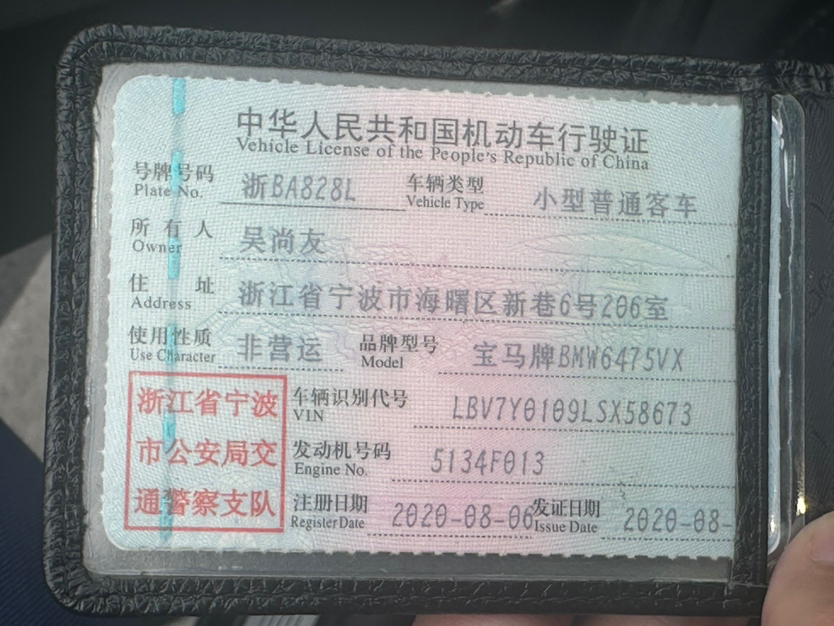 中华人民共和国机动车行驶证
Vehicle License of the People's Republic of China
号牌号码 浙BA828L 车辆类型 小型普通客车
Plate No. Vehicle Type
所有人 吴尚友
Owner
住址 浙江省宁波市海曙区新巷6号206室
Address
使用性质 非营运 品牌型号 宝马牌BMW6475VX
Use Character Model
浙江省宁波 车辆识别代号 LBV7Y0109LSX58673
VIN
市公安局交 发动机号码 5134F013
Engine No.
通警察支队 注册日期 2020-08-06 发证日期 2020-08-
Register Date Issue Date